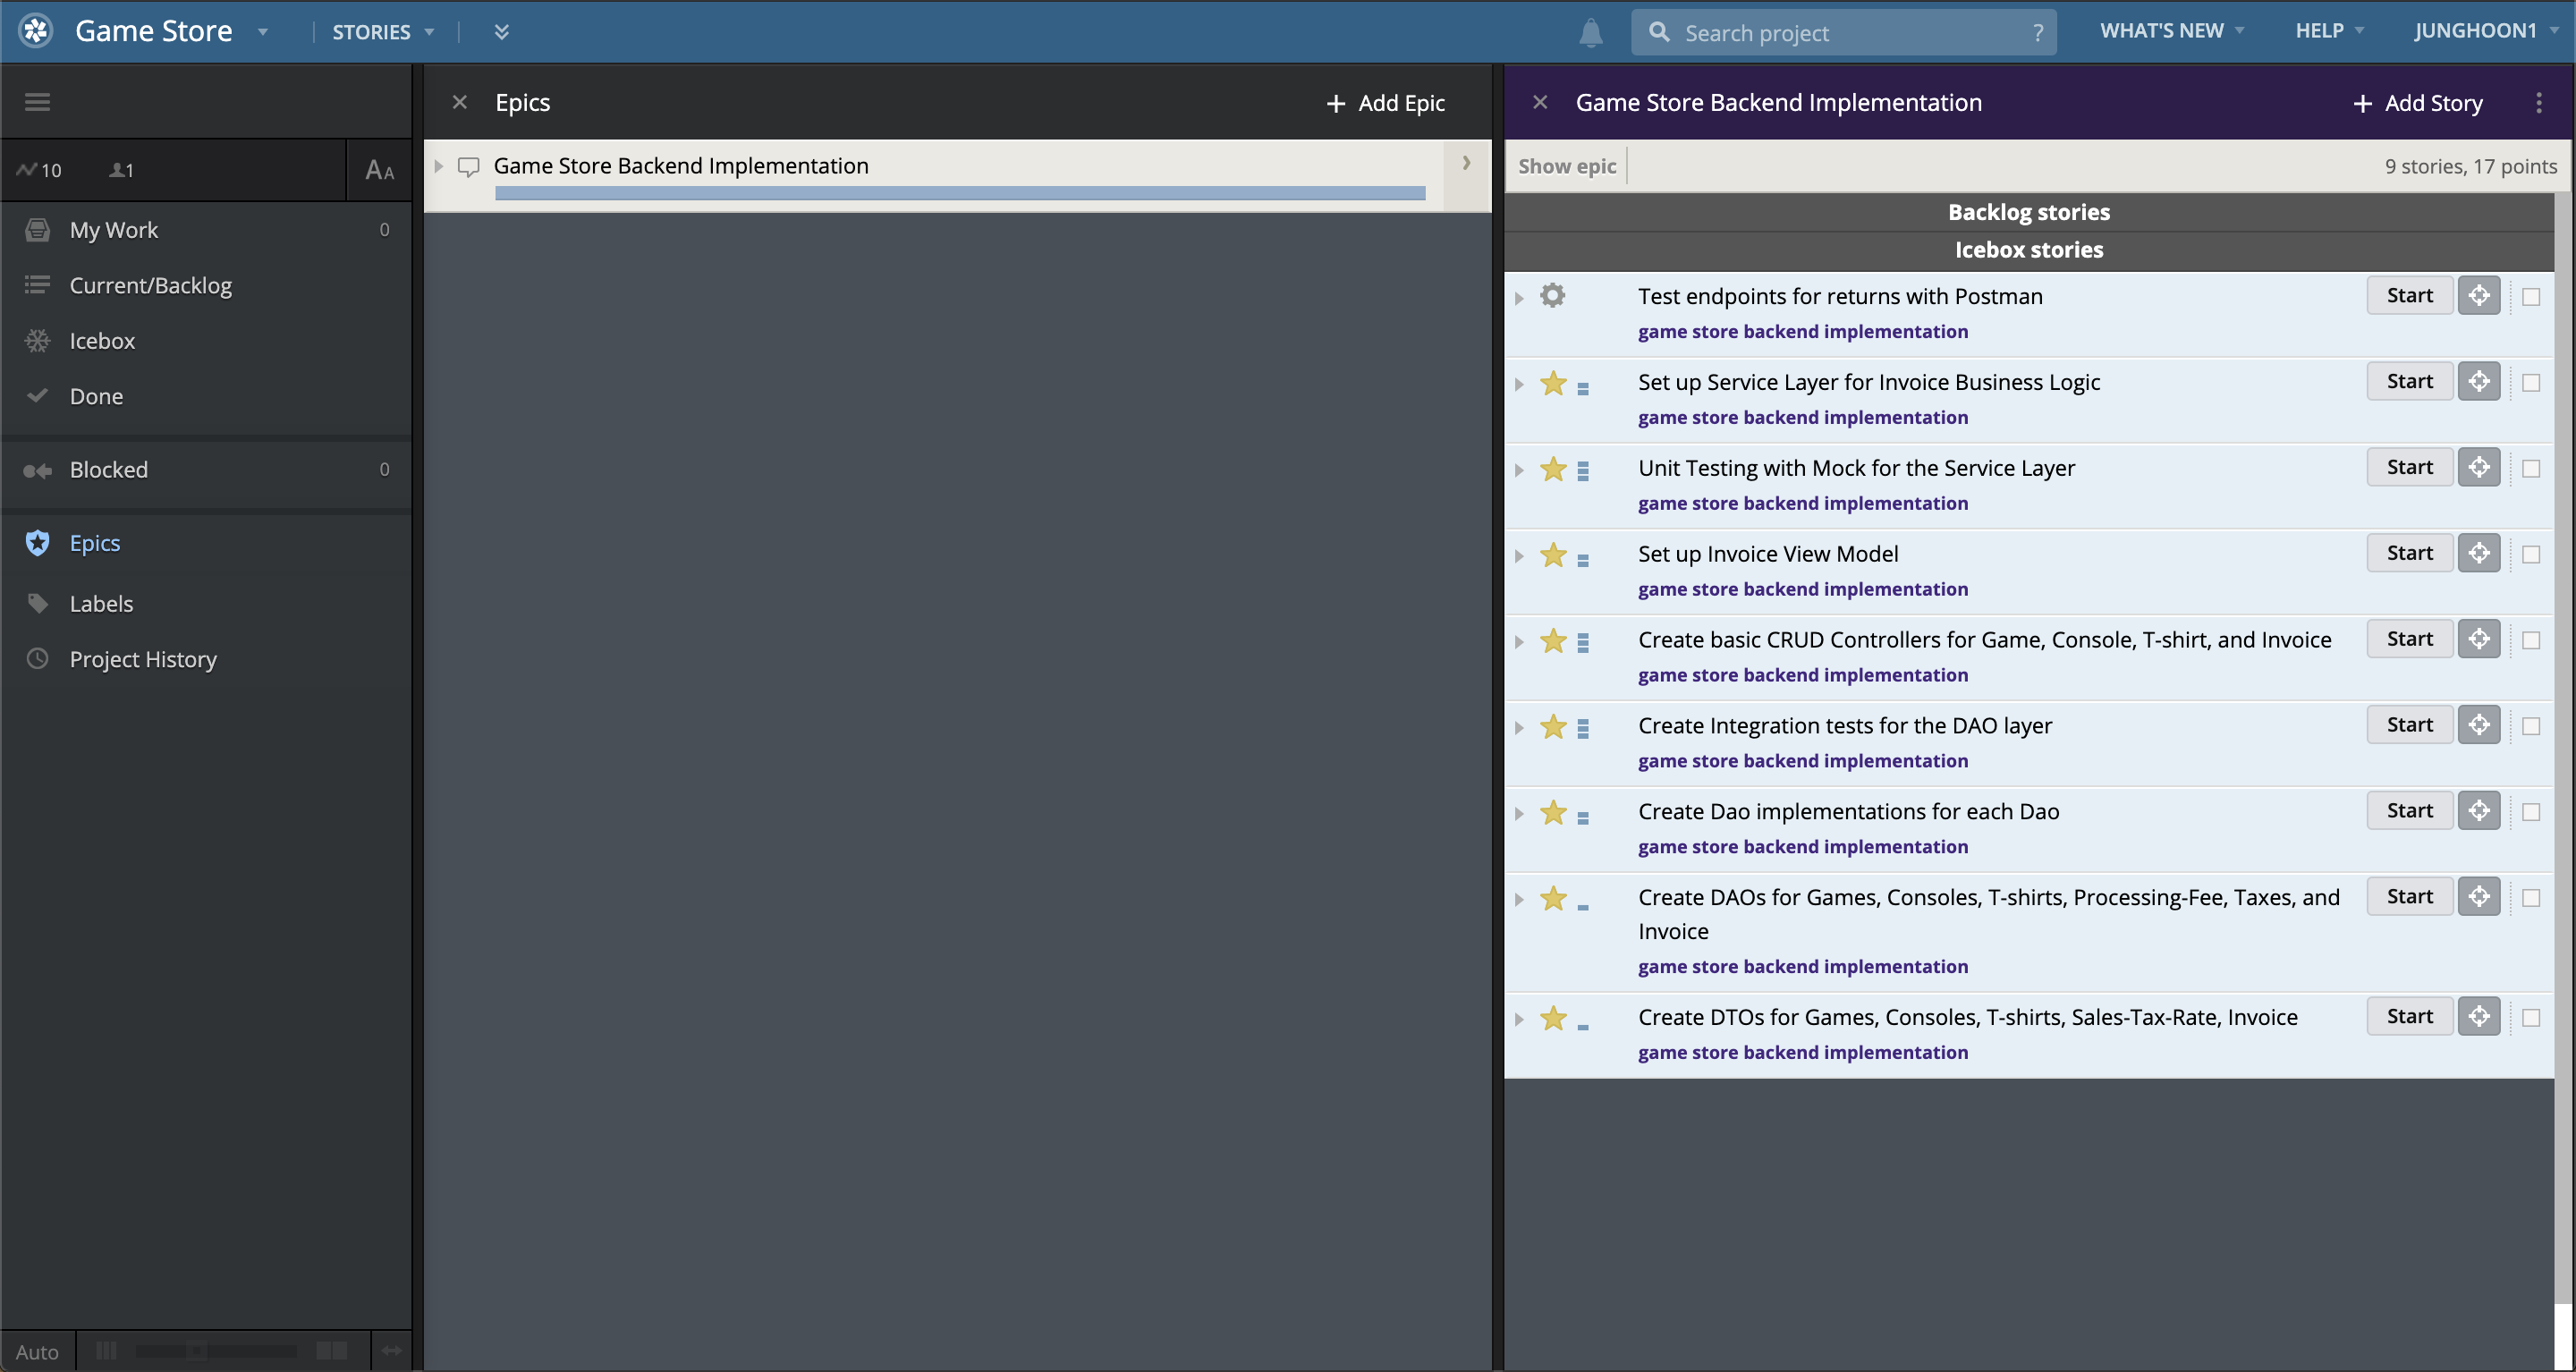 Game Store
STORIES
Search project
?
WHAT'S NEW
HELP
JUNGHOON1
10
1
AA
My Work
0
Current/Backlog
Icebox
Done
Blocked
0
Epics
Labels
Project History
Auto
Epics
+ Add Epic
Game Store Backend Implementation
Game Store Backend Implementation
+ Add Story
Show epic
9 stories, 17 points
Backlog stories
Icebox stories
Test endpoints for returns with Postman
Start
game store backend implementation
Set up Service Layer for Invoice Business Logic
Start
game store backend implementation
Unit Testing with Mock for the Service Layer
Start
game store backend implementation
Set up Invoice View Model
Start
game store backend implementation
Create basic CRUD Controllers for Game, Console, T-shirt, and Invoice
Start
game store backend implementation
Create Integration tests for the DAO layer
Start
game store backend implementation
Create Dao implementations for each Dao
Start
game store backend implementation
Create DAOs for Games, Consoles, T-shirts, Processing-Fee, Taxes, and
Invoice
Start
game store backend implementation
Create DTOs for Games, Consoles, T-shirts, Sales-Tax-Rate, Invoice
Start
game store backend implementation